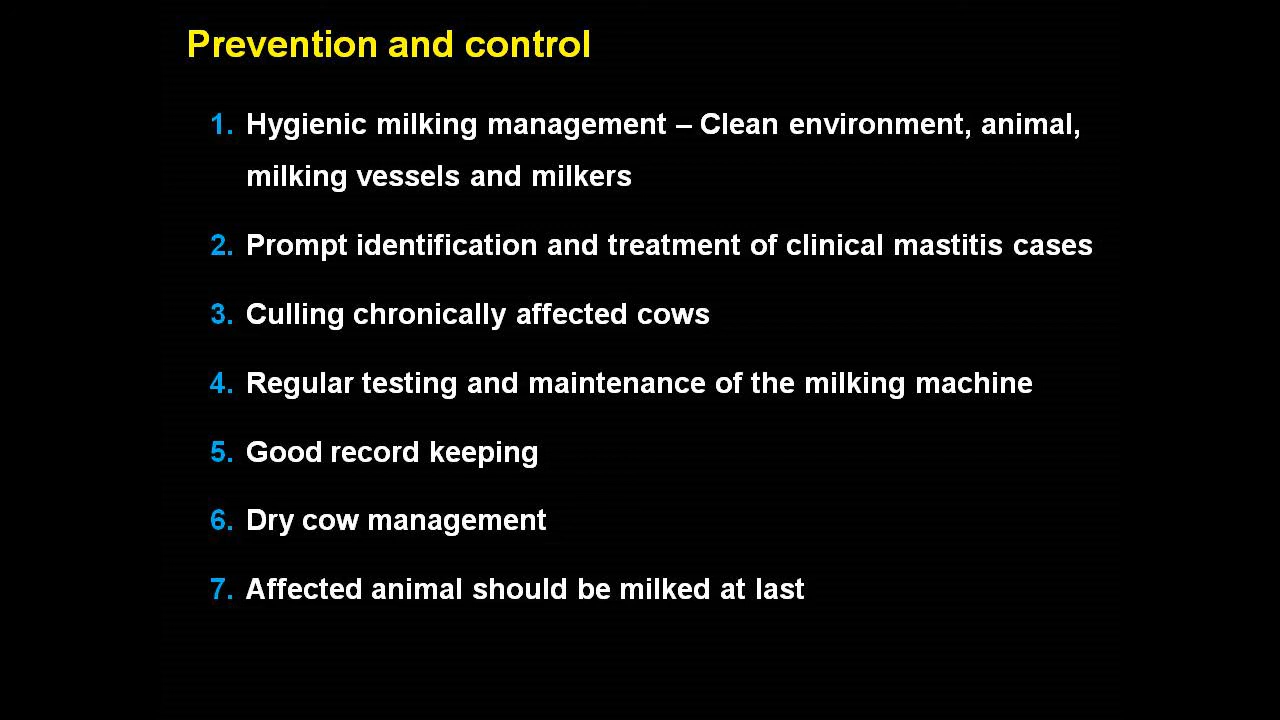 Prevention and control
1. Hygienic milking management – Clean environment, animal,
milking vessels and milkers
2. Prompt identification and treatment of clinical mastitis cases
3. Culling chronically affected cows
4. Regular testing and maintenance of the milking machine
5. Good record keeping
6. Dry cow management
7. Affected animal should be milked at last